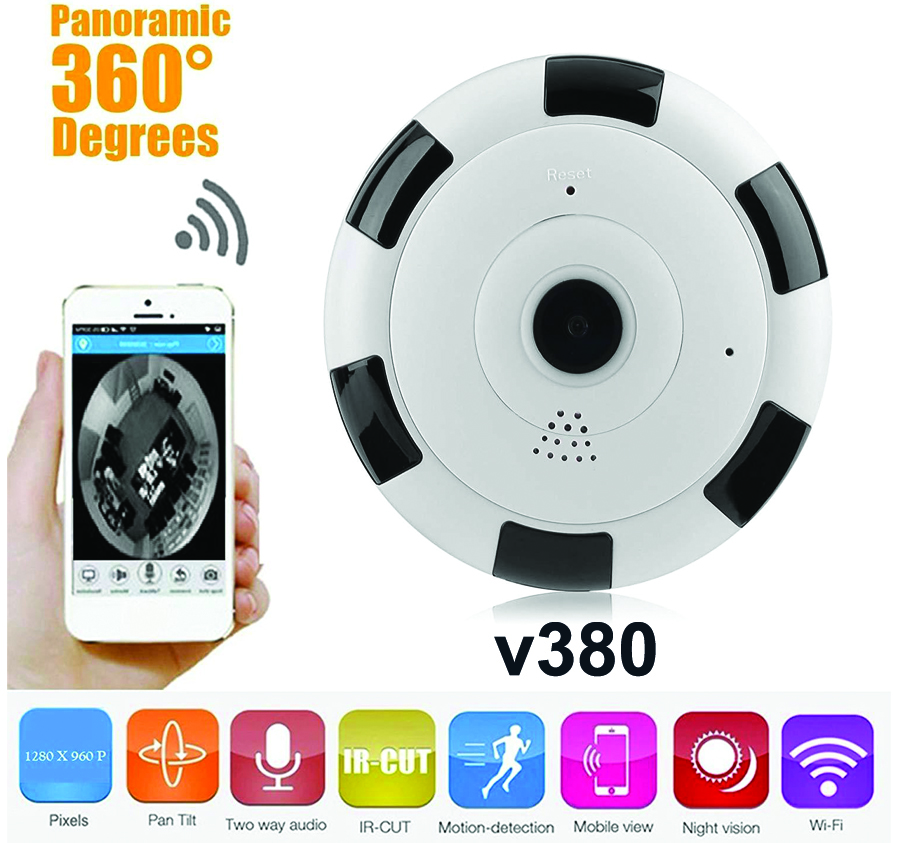 Panoramic
360°
Degrees
Reset
v380
1280 X 960 P
IR-CUT
Pixels
Pan Tilt
Two way audio
IR-CUT
Motion-detection
Mobile view
Night vision
Wi-Fi